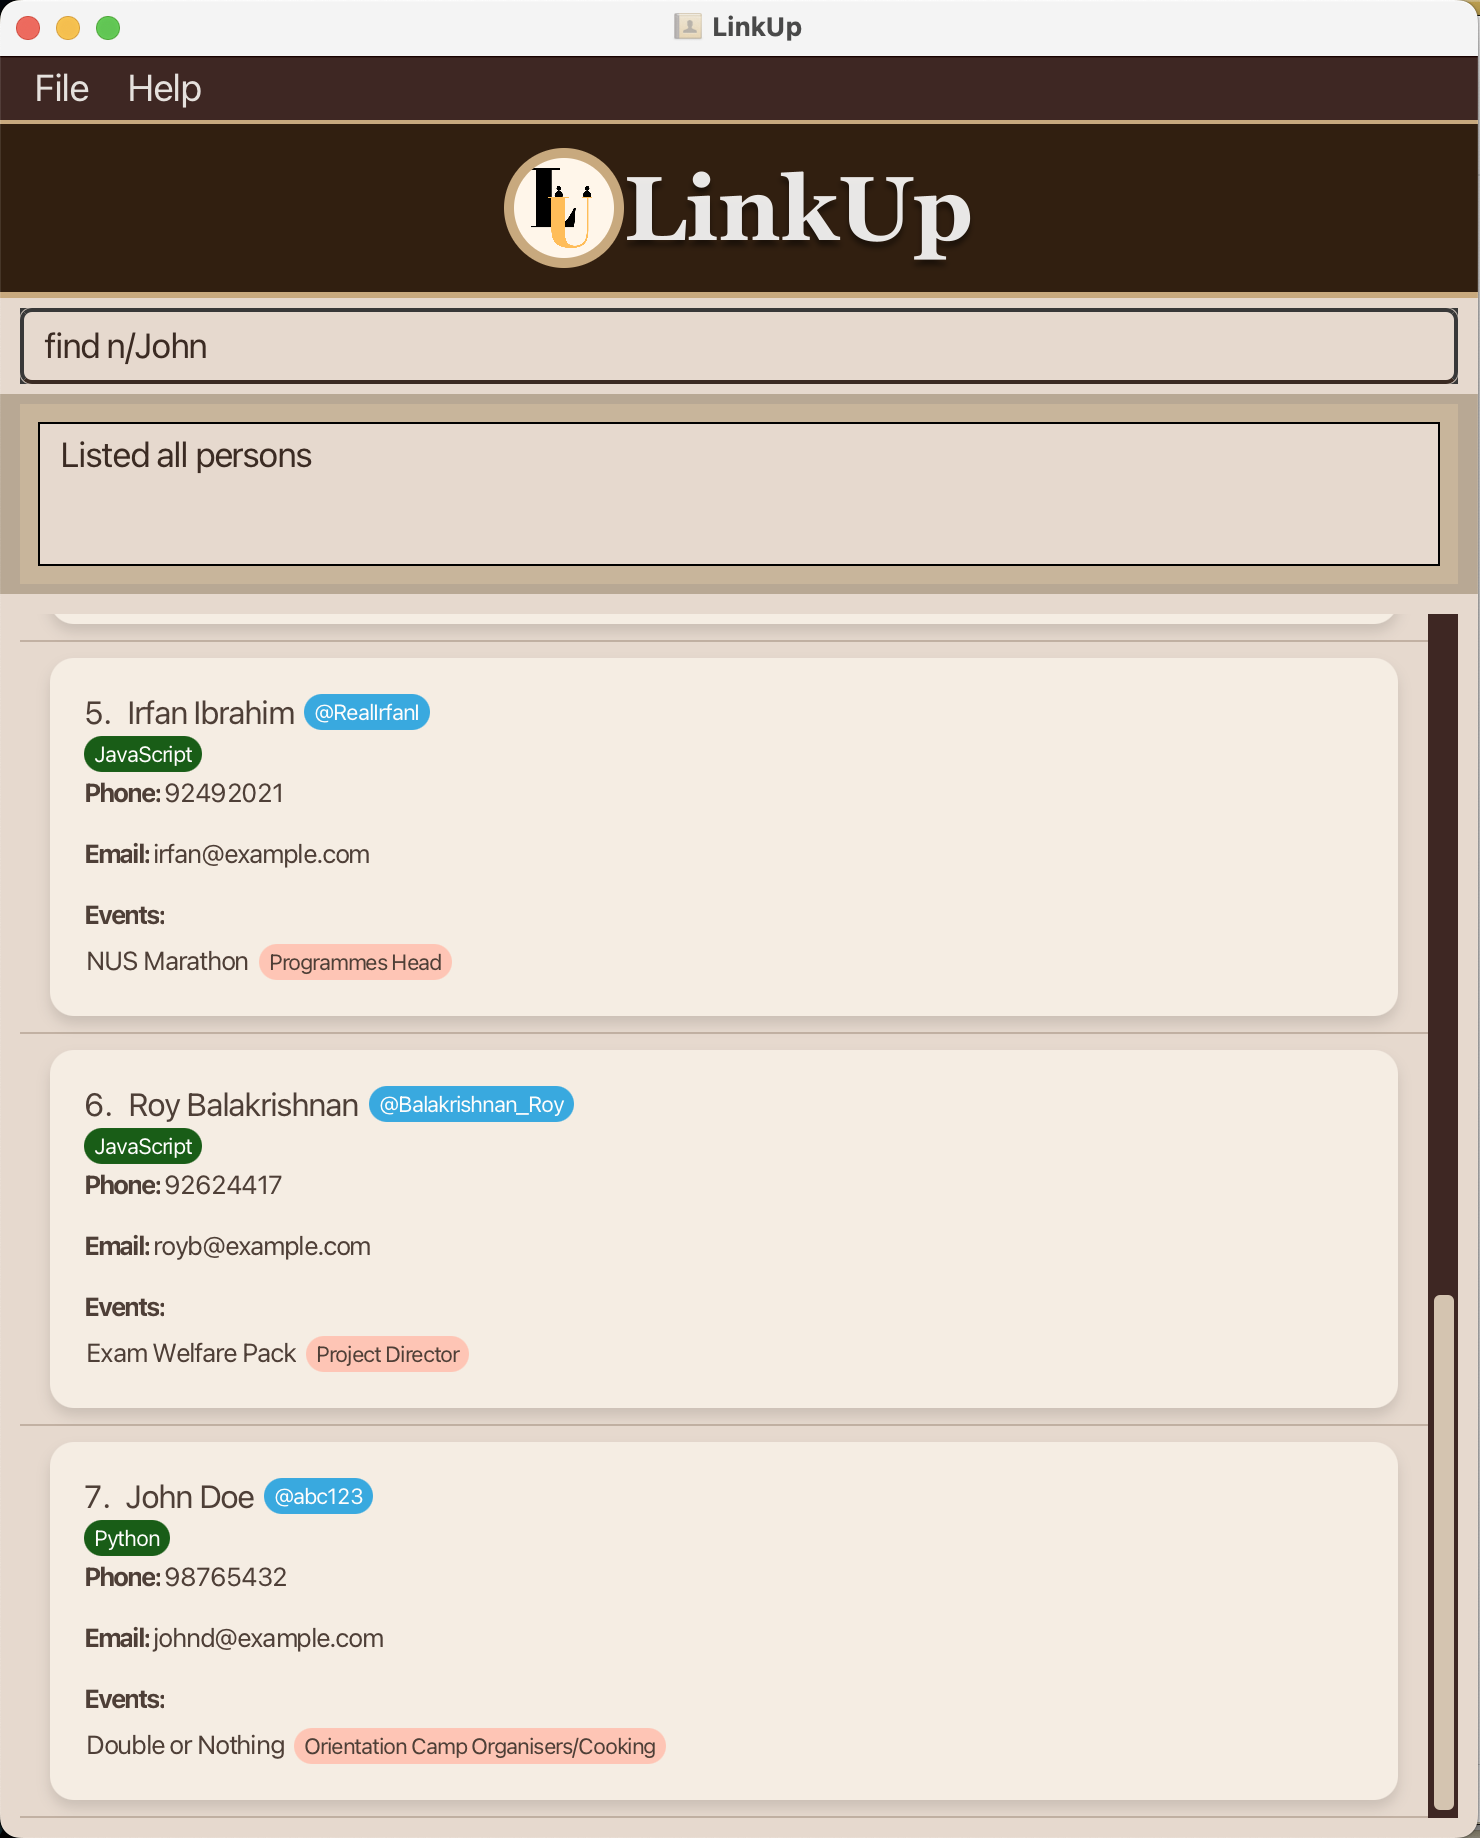 LinkUp
File Help
LU LinkUp
find n/John
Listed all persons
5. Irfan Ibrahim @RealIrfanI
JavaScript
Phone: 92492021
Email: irfan@example.com
Events:
NUS Marathon Programmes Head
6. Roy Balakrishnan @Balakrishnan_Roy
JavaScript
Phone: 92624417
Email: royb@example.com
Events:
Exam Welfare Pack Project Director
7. John Doe @abc123
Python
Phone: 98765432
Email: johnd@example.com
Events:
Double or Nothing Orientation Camp Organisers/Cooking